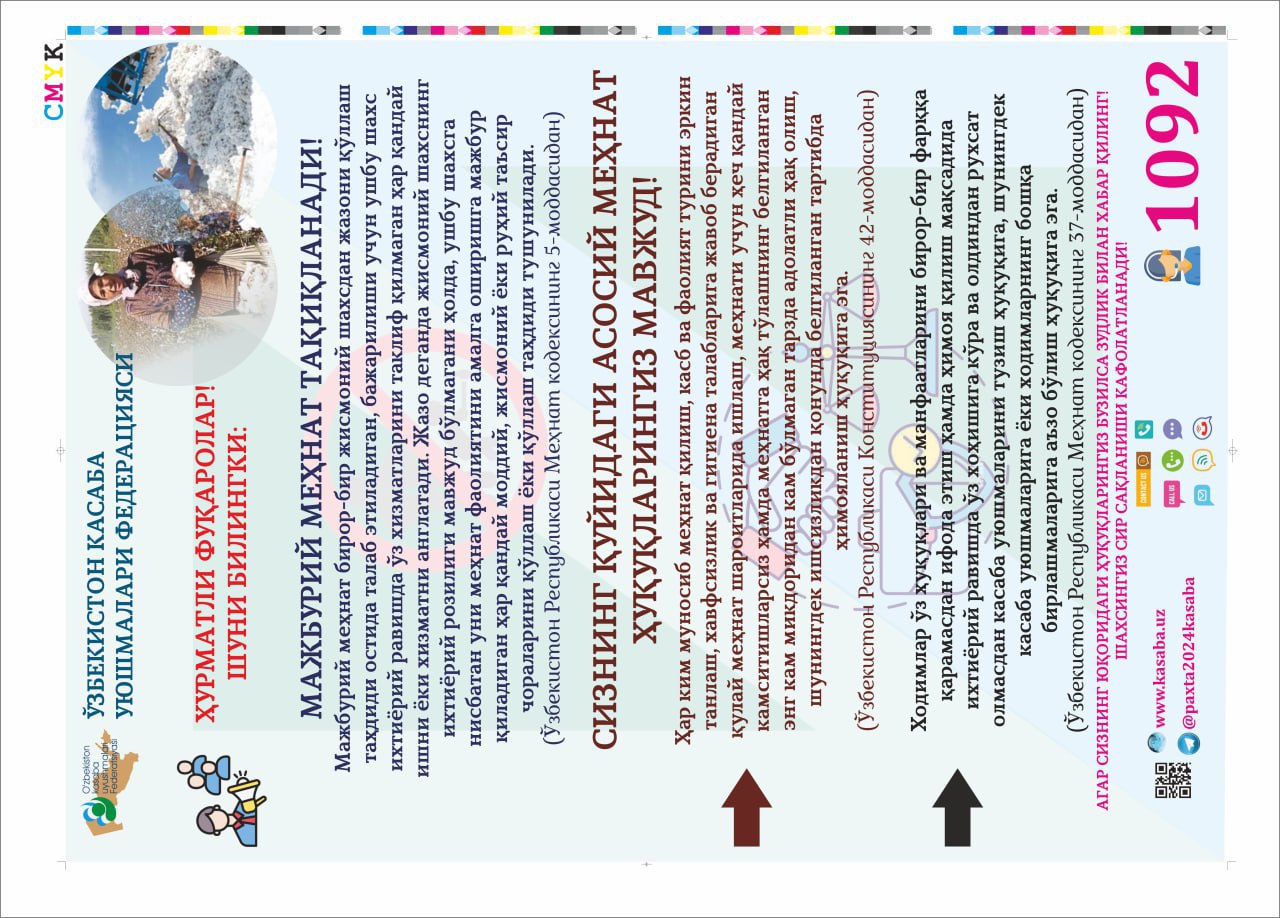 CMYK
O'zbekiston
kasaba
uyushmalari
Federatsiyasi
ЎЗБЕКИСТОН КАСАБА
УЮШМАЛАРИ ФЕДЕРАЦИЯСИ
ҲУРМАТЛИ ФУҚАРОЛАР!
ШУНИ БИЛИНГКИ:
МАЖБУРИЙ МЕҲНАТ ТАҚИҚЛАНАДИ!
Мажбурий меҳнат бирор-бир жисмоний шахсдан жазони қўллаш
таҳдиди остида талаб этиладиган, бажарилиши учун ушбу шахс
ихтиёрий равишда ўз хизматларини таклиф қилмаган ҳар қандай
ишни ёки хизматни англатади. Жазо деганда жисмоний шахснинг
ихтиёрий розилиги мавжуд бўлмагани ҳолда, ушбу шахсга
нисбатан уни меҳнат фаолиятини амалга оширишга мажбур
қиладиган ҳар қандай моддий, жисмоний ёки руҳий таъсир
чораларини қўллаш ёки қўллаш таҳдиди тушунилади.
(Ўзбекистон Республикаси Меҳнат кодексининг 5-моддасидан)
СИЗНИНГ ҚУЙИДАГИ АСОСИЙ МЕҲНАТ
ҲУҚУҚЛАРИНГИЗ МАВЖУД!
Ҳар ким муносиб меҳнат қилиш, касб ва фаолият турини эркин
танлаш, хавфсизлик ва гигиена талабларига жавоб берадиган
қулай меҳнат шароитларида ишлаш, меҳнати учун ҳеч қандай
камситишларсиз ҳамда меҳнатга ҳақ тўлашнинг белгиланган
энг кам миқдоридан кам бўлмаган тарзда адолатли ҳақ олиш,
шунингдек ишсизликдан қонунда белгиланган тартибда
ҳимояланиш ҳуқуқига эга.
(Ўзбекистон Республикаси Конституциясининг 42-моддасидан)
Ходимлар ўз ҳуқуқлари ва манфаатларини бирор-бир фарққа
қарамасдан ифода этиш ҳамда ҳимоя қилиш мақсадида
ихтиёрий равишда ўз хоҳишига кўра ва олдиндан рухсат
олмасдан касаба уюшмаларини тузиш ҳуқуқига, шунингдек
касаба уюшмаларига ёки ходимларнинг бошқа
бирлашмаларига аъзо бўлиш ҳуқуқига эга.
(Ўзбекистон Республикаси Меҳнат кодексининг 37-моддасидан)
АГАР СИЗНИНГ ЮҚОРИДАГИ ҲУҚУҚЛАРИНГИЗ БУЗИЛСА ЗУДЛИК БИЛАН ХАБАР ҚИЛИНГ!
ШАХСИНГИЗ СИР САҚЛАНИШИ КАФОЛАТЛАНАДИ!
www.kasaba.uz
@paxta2024kasaba
CONTACT US
CALL US
1092